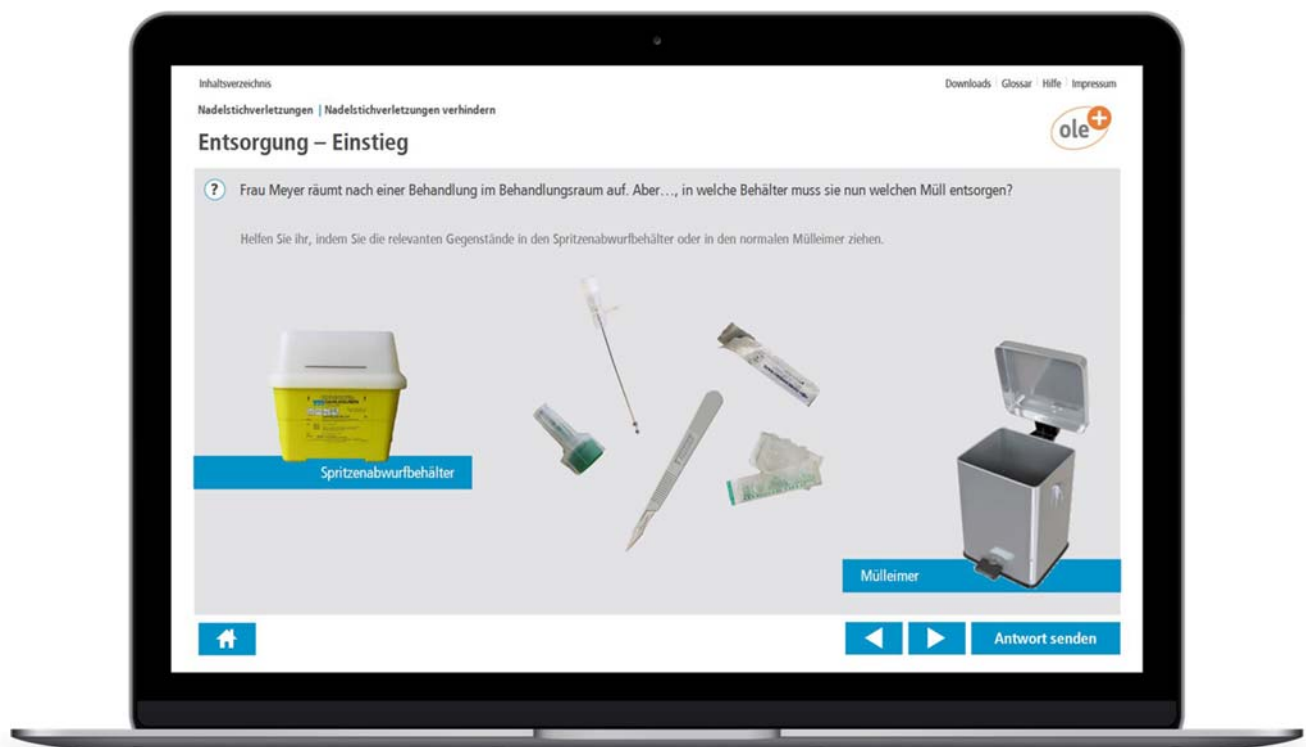 Inhaltsverzeichnis
Downloads | Glossar | Hilfe | Impressum
Nadelstichverletzungen | Nadelstichverletzungen verhindern
ole+
Entsorgung – Einstieg
? Frau Meyer räumt nach einer Behandlung im Behandlungsraum auf. Aber…, in welche Behälter muss sie nun welchen Müll entsorgen?
Helfen Sie ihr, indem Sie die relevanten Gegenstände in den Spritzenabwurfbehälter oder in den normalen Mülleimer ziehen.
Spritzenabwurfbehälter
Mülleimer
Antwort senden